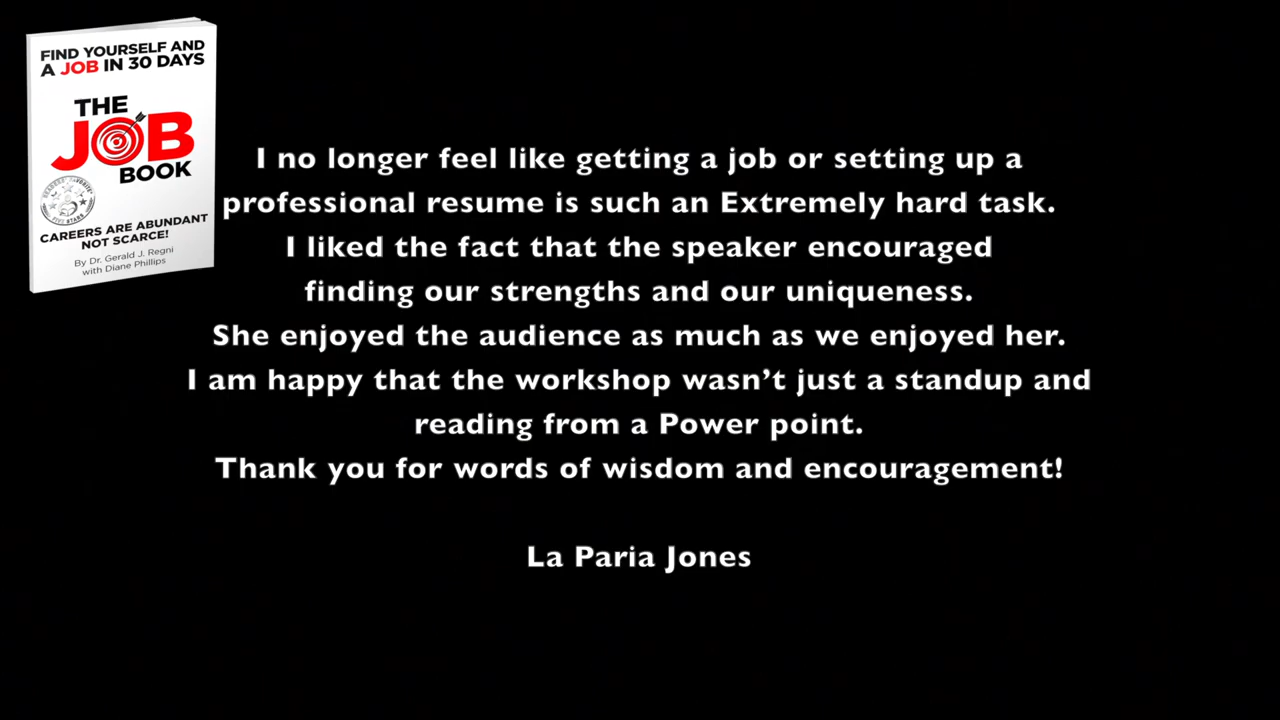 FIND YOURSELF AND
A JOB IN 30 DAYS
THE
JOB
BOOK
READERS' FAVORITE
FIVE STARS
CAREERS ARE ABUNDANT
NOT SCARCE!
By Dr. Gerald J. Regni
with Diane Phillips
I no longer feel like getting a job or setting up a
professional resume is such an Extremely hard task.
I liked the fact that the speaker encouraged
finding our strengths and our uniqueness.
She enjoyed the audience as much as we enjoyed her.
I am happy that the workshop wasn’t just a standup and
reading from a Power point.
Thank you for words of wisdom and encouragement!
La Paria Jones